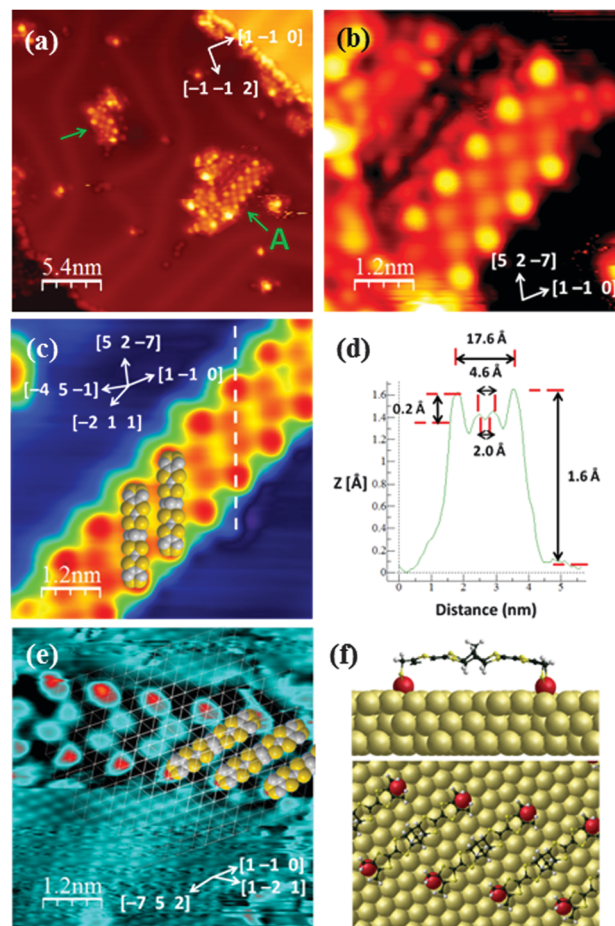 (a)
[1 –1 0]
[–1 –1 2]
A
5.4nm
(b)
1.2nm
[5 2 –7]
[1 –1 0]
(c)
[5 2 –7]
[–4 5 –1]
[1 –1 0]
[–2 1 1]
1.2nm
(d)
17.6 Å
4.6 Å
0.2 Å
2.0 Å
1.6 Å
Z [Å]
1.6
1.4
1.2
1
0.8
0.6
0.4
0.2
0
0 1 2 3 4 5
Distance (nm)
(e)
1.2nm
[1 –1 0]
[1 –2 1]
[–7 5 2]
(f)